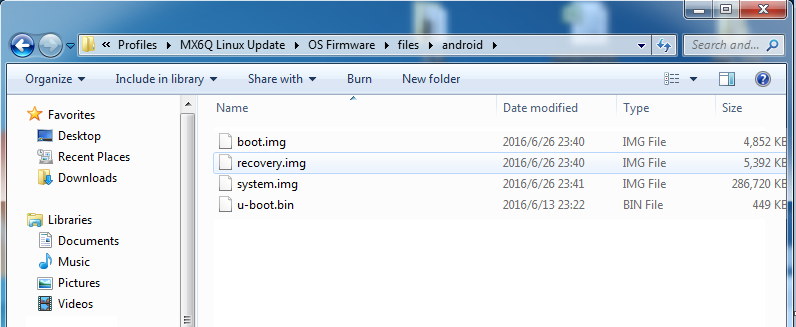 Profiles MX6Q Linux Update OS Firmware files android Search and...
Organize Include in library Share with Burn New folder
Favorites
Desktop
Recent Places
Downloads
Libraries
Documents
Music
Pictures
Videos
Name Date modified Type Size
boot.img 2016/6/26 23:40 IMG File 4,852 KB
recovery.img 2016/6/26 23:40 IMG File 5,392 KB
system.img 2016/6/26 23:41 IMG File 286,720 KB
u-boot.bin 2016/6/13 23:22 BIN File 449 KB